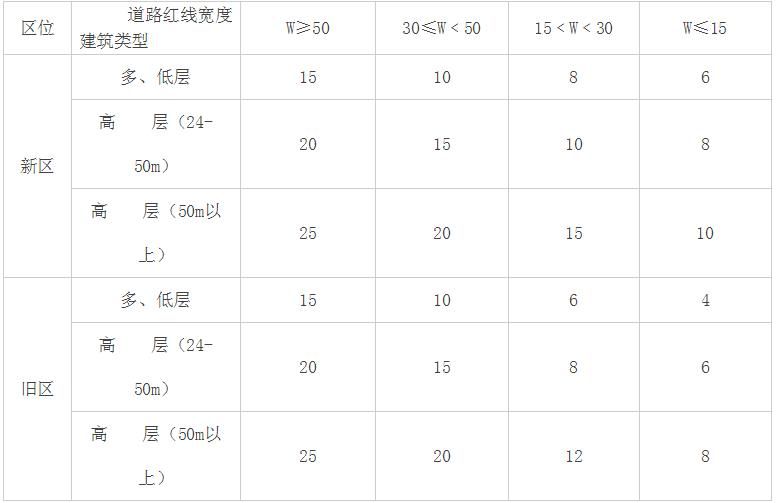 区位 道路红线宽度 W≥50 30≤W＜50 15＜W＜30 W≤15
建筑类型
多、低层 15 10 8 6
高 层（24-
50m） 20 15 10 8
新区
高 层（50m以
上） 25 20 15 10
多、低层 15 10 6 4
高 层（24-
50m） 20 15 8 6
旧区
高 层（50m以
上） 25 20 12 8